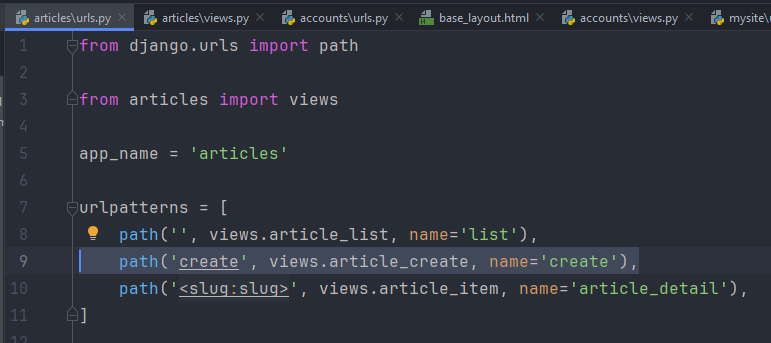 articles\urls.py articles\views.py accounts\urls.py base_layout.html accounts\views.py
1 from django.urls import path
2
3 from articles import views
4
5 app_name = 'articles'
6
7 urlpatterns = [
8 path('', views.article_list, name='list'),
9 path('create', views.article_create, name='create'),
10 path('<slug:slug>', views.article_item, name='article_detail'),
11 ]